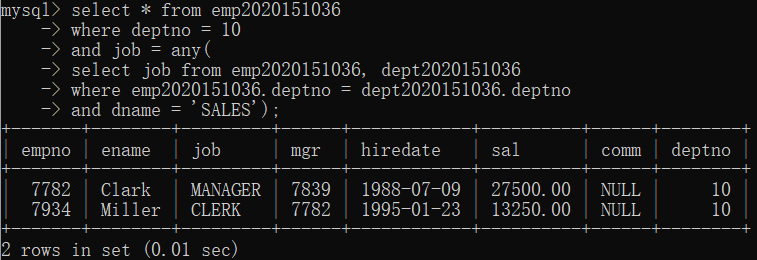 mysql> select * from emp2020151036
    -> where deptno = 10
    -> and job = any(
    -> select job from emp2020151036, dept2020151036
    -> where emp2020151036.deptno = dept2020151036.deptno
    -> and dname = 'SALES');
+-------+--------+---------+------+------------+----------+------+--------+
| empno | ename  | job     | mgr  | hiredate   | sal      | comm | deptno |
+-------+--------+---------+------+------------+----------+------+--------+
|  7782 | Clark  | MANAGER | 7839 | 1988-07-09 | 27500.00 | NULL |     10 |
|  7934 | Miller | CLERK   | 7782 | 1995-01-23 | 13250.00 | NULL |     10 |
+-------+--------+---------+------+------------+----------+------+--------+
2 rows in set (0.01 sec)